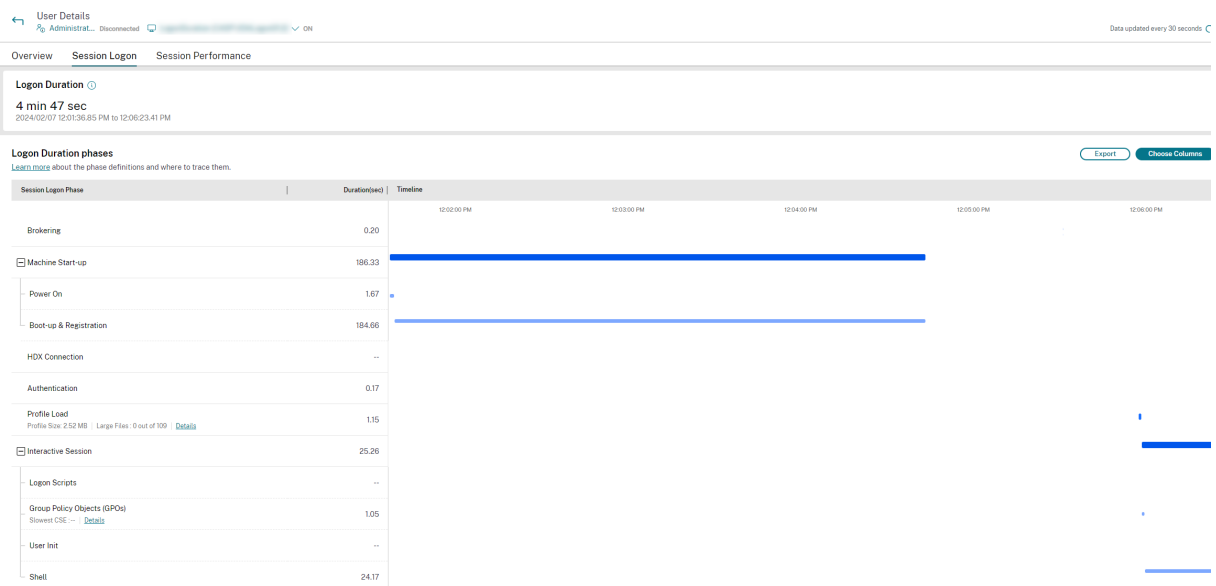 User Details
Administrat... Disconnected ON
Data updated every 30 seconds
Overview Session Logon Session Performance
Logon Duration
4 min 47 sec
2024/02/07 12:01:36.85 PM to 12:06:23.41 PM
Logon Duration phases
Export Choose Columns
Learn more about the phase definitions and where to trace them.
Session Logon Phase Duration(sec) Timeline
12:02:00 PM 12:03:00 PM 12:04:00 PM 12:05:00 PM 12:06:00 PM
Brokering 0.20
Machine Start-up 186.33
Power On 1.67
Boot-up & Registration 184.66
HDX Connection --
Authentication 0.17
Profile Load
1.15
Profile Size: 2.52 MB | Large Files : 0 out of 109 | Details
Interactive Session 25.26
Logon Scripts --
Group Policy Objects (GPOs)
1.05
Slowest CSE :-- | Details
User Init --
Shell 24.17